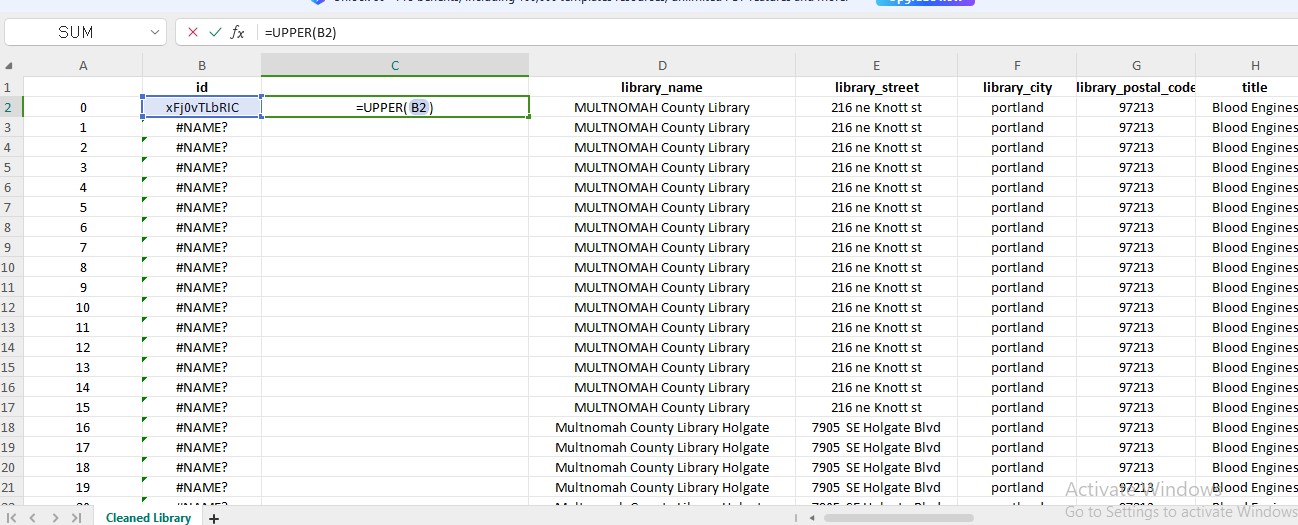 SUM =UPPER(B2)
A B C D E F G H
1 id library_name library_street library_city library_postal_code title
2 0 xFj0vTLbRIC =UPPER( B2 ) MULTNOMAH County Library 216 ne Knott st portland 97213 Blood Engines
3 1 #NAME? MULTNOMAH County Library 216 ne Knott st portland 97213 Blood Engines
4 2 #NAME? MULTNOMAH County Library 216 ne Knott st portland 97213 Blood Engines
5 3 #NAME? MULTNOMAH County Library 216 ne Knott st portland 97213 Blood Engines
6 4 #NAME? MULTNOMAH County Library 216 ne Knott st portland 97213 Blood Engines
7 5 #NAME? MULTNOMAH County Library 216 ne Knott st portland 97213 Blood Engines
8 6 #NAME? MULTNOMAH County Library 216 ne Knott st portland 97213 Blood Engines
9 7 #NAME? MULTNOMAH County Library 216 ne Knott st portland 97213 Blood Engines
10 8 #NAME? MULTNOMAH County Library 216 ne Knott st portland 97213 Blood Engines
11 9 #NAME? MULTNOMAH County Library 216 ne Knott st portland 97213 Blood Engines
12 10 #NAME? MULTNOMAH County Library 216 ne Knott st portland 97213 Blood Engines
13 11 #NAME? MULTNOMAH County Library 216 ne Knott st portland 97213 Blood Engines
14 12 #NAME? MULTNOMAH County Library 216 ne Knott st portland 97213 Blood Engines
15 13 #NAME? MULTNOMAH County Library 216 ne Knott st portland 97213 Blood Engines
16 14 #NAME? MULTNOMAH County Library 216 ne Knott st portland 97213 Blood Engines
17 15 #NAME? MULTNOMAH County Library 216 ne Knott st portland 97213 Blood Engines
18 16 #NAME? Multnomah County Library Holgate 7905 SE Holgate Blvd portland 97213 Blood Engines
19 17 #NAME? Multnomah County Library Holgate 7905 SE Holgate Blvd portland 97213 Blood Engines
20 18 #NAME? Multnomah County Library Holgate 7905 SE Holgate Blvd portland 97213 Blood Engines
21 19 #NAME? Multnomah County Library Holgate 7905 SE Holgate Blvd portland 97213 Blood Engines
Activate Windows
Cleaned Library +
Go to Settings to activate Windows